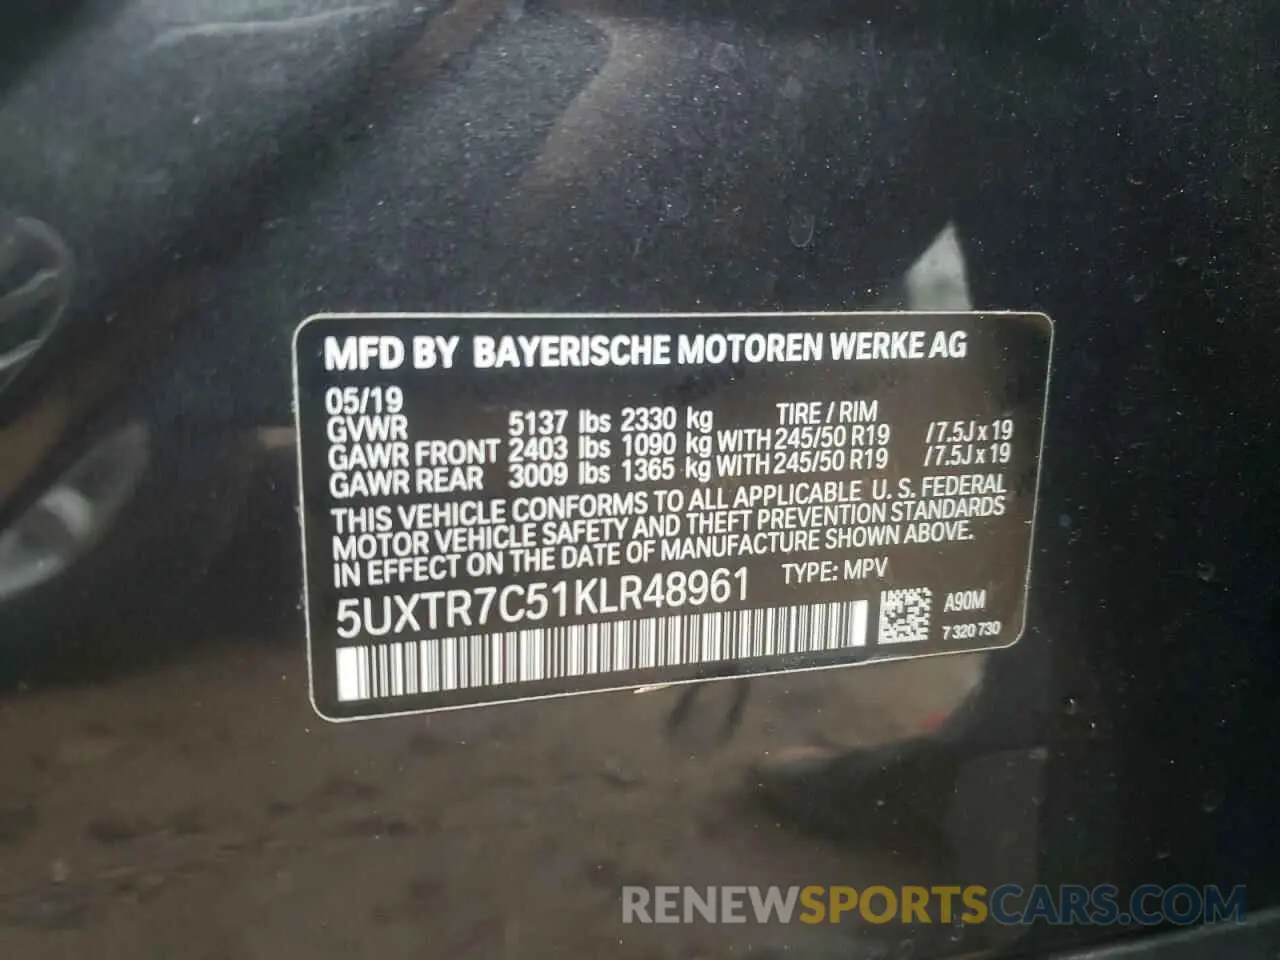 MFD BY BAYERISCHE MOTOREN WERKE AG
05/19
GVWR 5137 lbs 2330 kg TIRE / RIM
GAWR FRONT 2403 lbs 1090 kg WITH 245/50 R19 / 7.5J x 19
GAWR REAR 3009 lbs 1365 kg WITH 245/50 R19 / 7.5J x 19
THIS VEHICLE CONFORMS TO ALL APPLICABLE U. S. FEDERAL
MOTOR VEHICLE SAFETY AND THEFT PREVENTION STANDARDS
IN EFFECT ON THE DATE OF MANUFACTURE SHOWN ABOVE.
5UXTR7C51KLR48961 TYPE: MPV
A90M
7 320 730
RENEWSPORTSCARS.COM